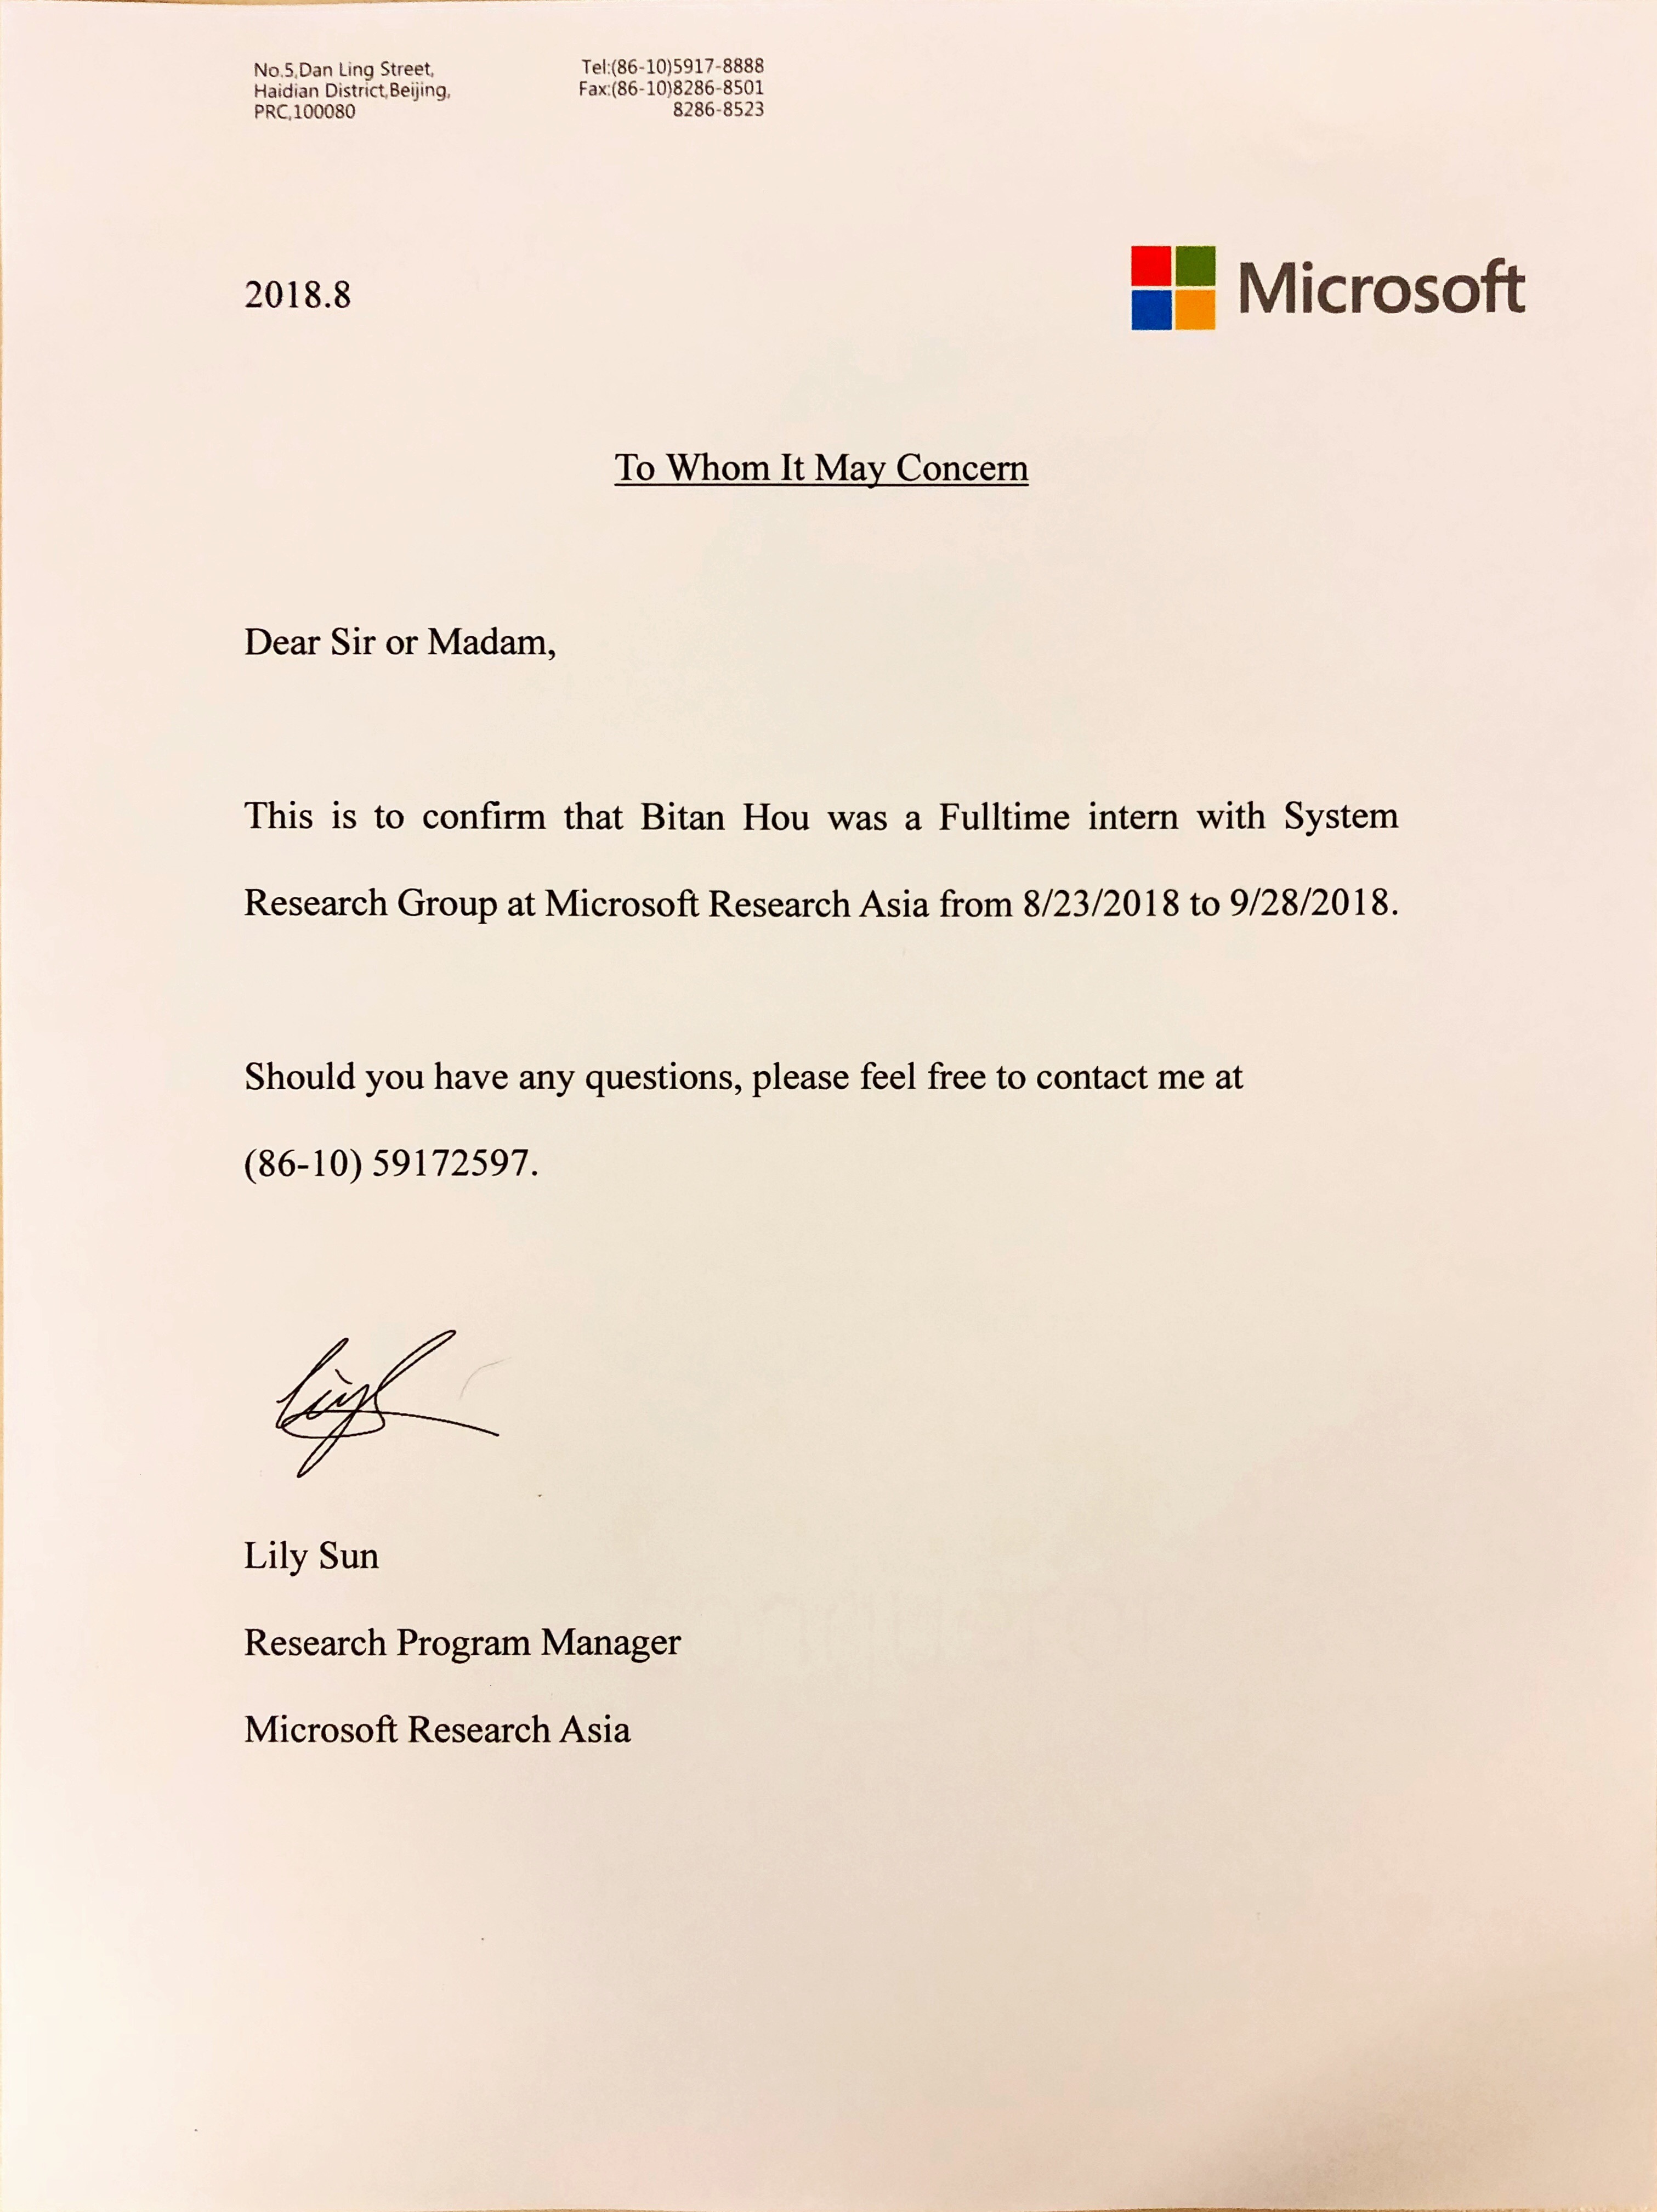 No.5,Dan Ling Street,
Haidian District,Beijing,
PRC,100080
Tel:(86-10)5917-8888
Fax:(86-10)8286-8501
8286-8523
2018.8
Microsoft
To Whom It May Concern
Dear Sir or Madam,
This is to confirm that Bitan Hou was a Fulltime intern with System
Research Group at Microsoft Research Asia from 8/23/2018 to 9/28/2018.
Should you have any questions, please feel free to contact me at
(86-10) 59172597.
Lily Sun
Research Program Manager
Microsoft Research Asia